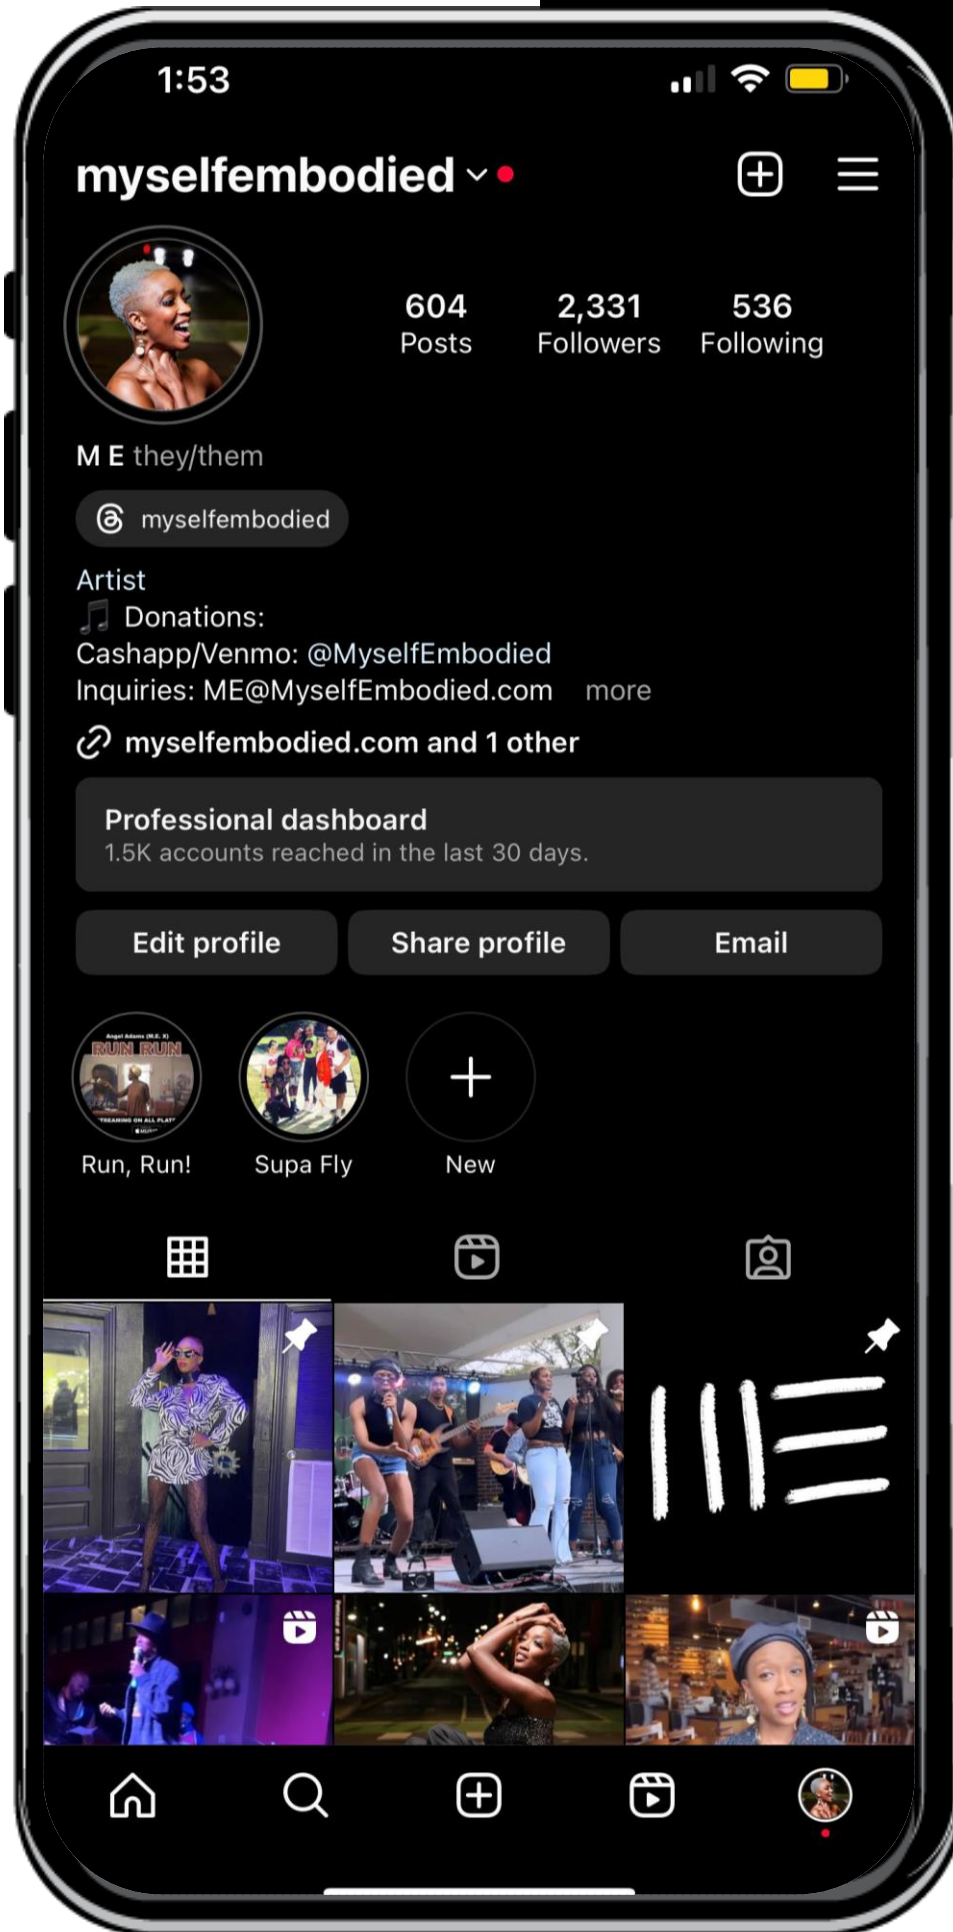 1:53
myselfembodied
604 2,331 536
Posts Followers Following
M E they/them
myselfembodied
Artist
🎵 Donations:
Cashapp/Venmo: @MyselfEmbodied
Inquiries: ME@MyselfEmbodied.com more
myselfembodied.com and 1 other
Professional dashboard
1.5K accounts reached in the last 30 days.
Edit profile Share profile Email
Angel Adams (M.E. X)
RUN RUN
Run, Run! Supa Fly New
ME